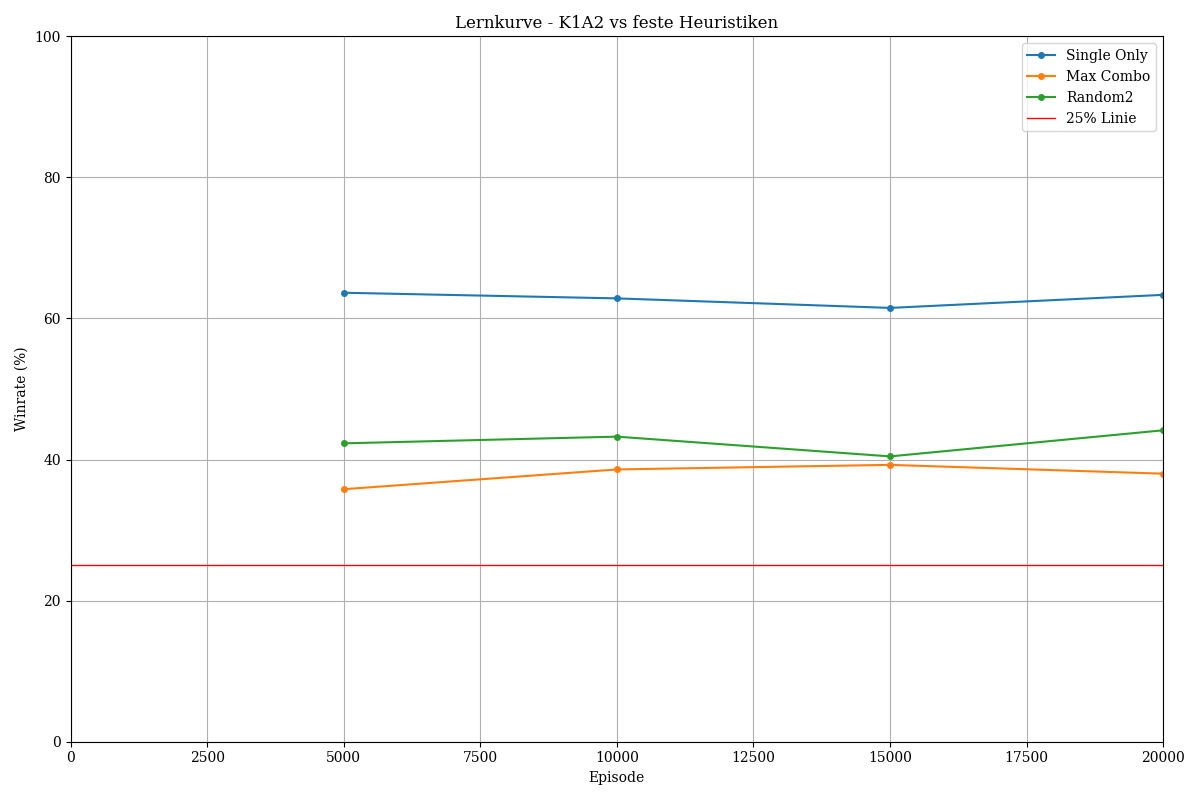 Lernkurve - K1A2 vs feste Heuristiken
100
80
60
40
20
0
Winrate (%)
Single Only
Max Combo
Random2
25% Linie
0 2500 5000 7500 10000 12500 15000 17500 20000
Episode